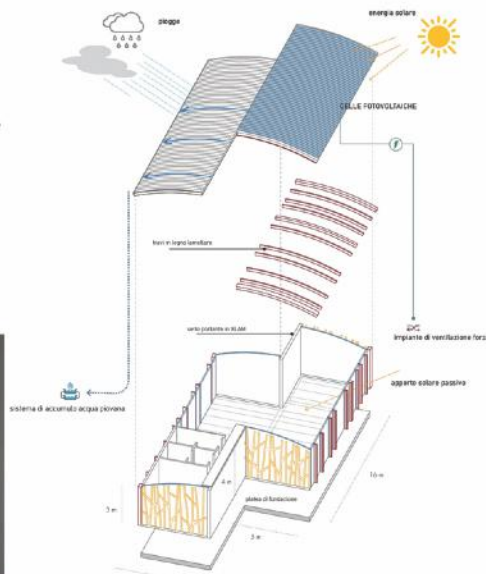 piogge
energia solare
CELLE FOTOVOLTAICHE
travi in legno lamellare
setto portante in XLAM
impianto di ventilazione forz
apporto solare passivo
sistema di accumulo acqua piovana
16 m
4 m
3 m
platea di fondazione
5 m